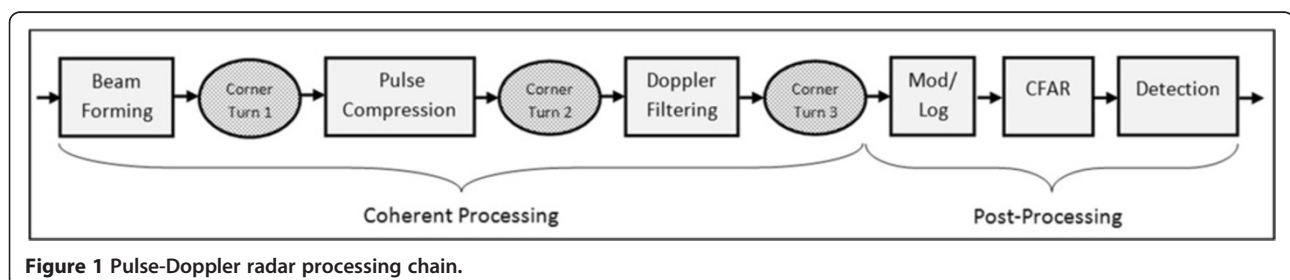 Beam
Forming
Corner
Turn 1
Pulse
Compression
Corner
Turn 2
Doppler
Filtering
Corner
Turn 3
Mod/
Log
CFAR
Detection
Coherent Processing
Post-Processing
Figure 1 Pulse-Doppler radar processing chain.